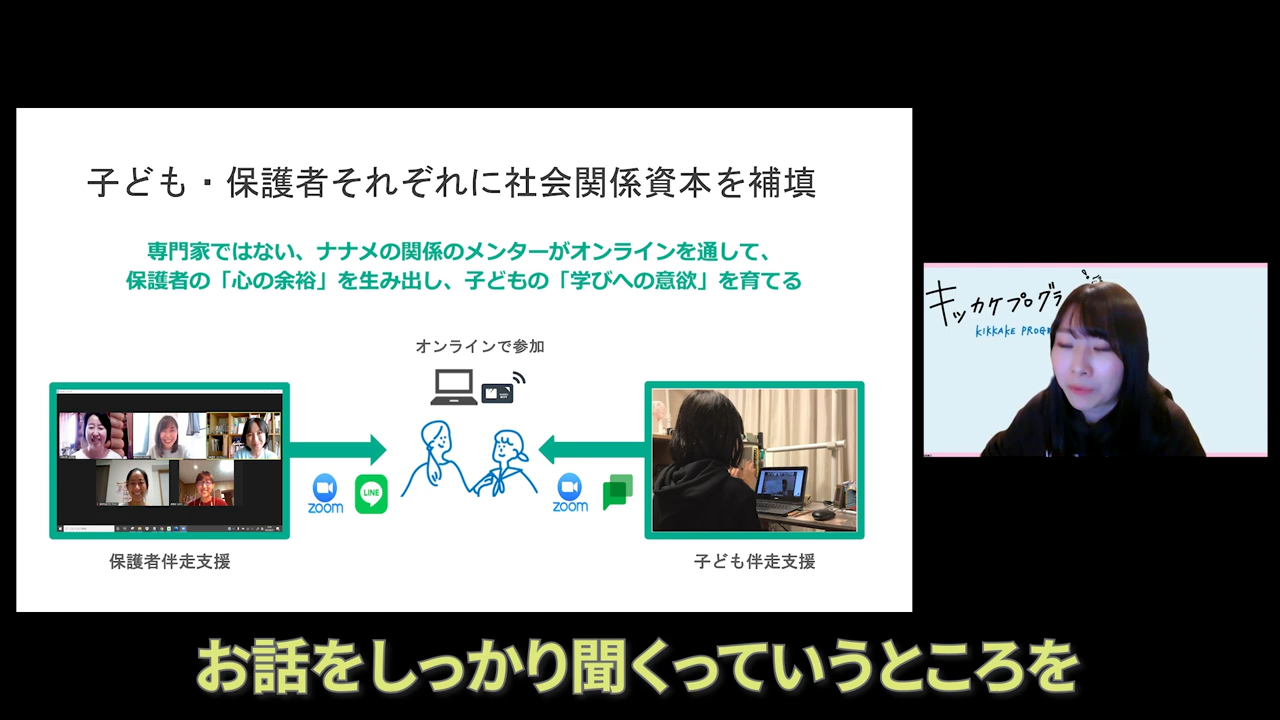 子ども・保護者それぞれに社会関係資本を補填
専門家ではない、ナナメの関係のメンターがオンラインを通して、
保護者の「心の余裕」を生み出し、子どもの「学びへの意欲」を育てる
オンラインで参加
zoom
LINE
zoom
保護者伴走支援
子ども伴走支援
キッカケプログラ
KIKKAKE PROGR
お話をしっかり聞くっていうところを